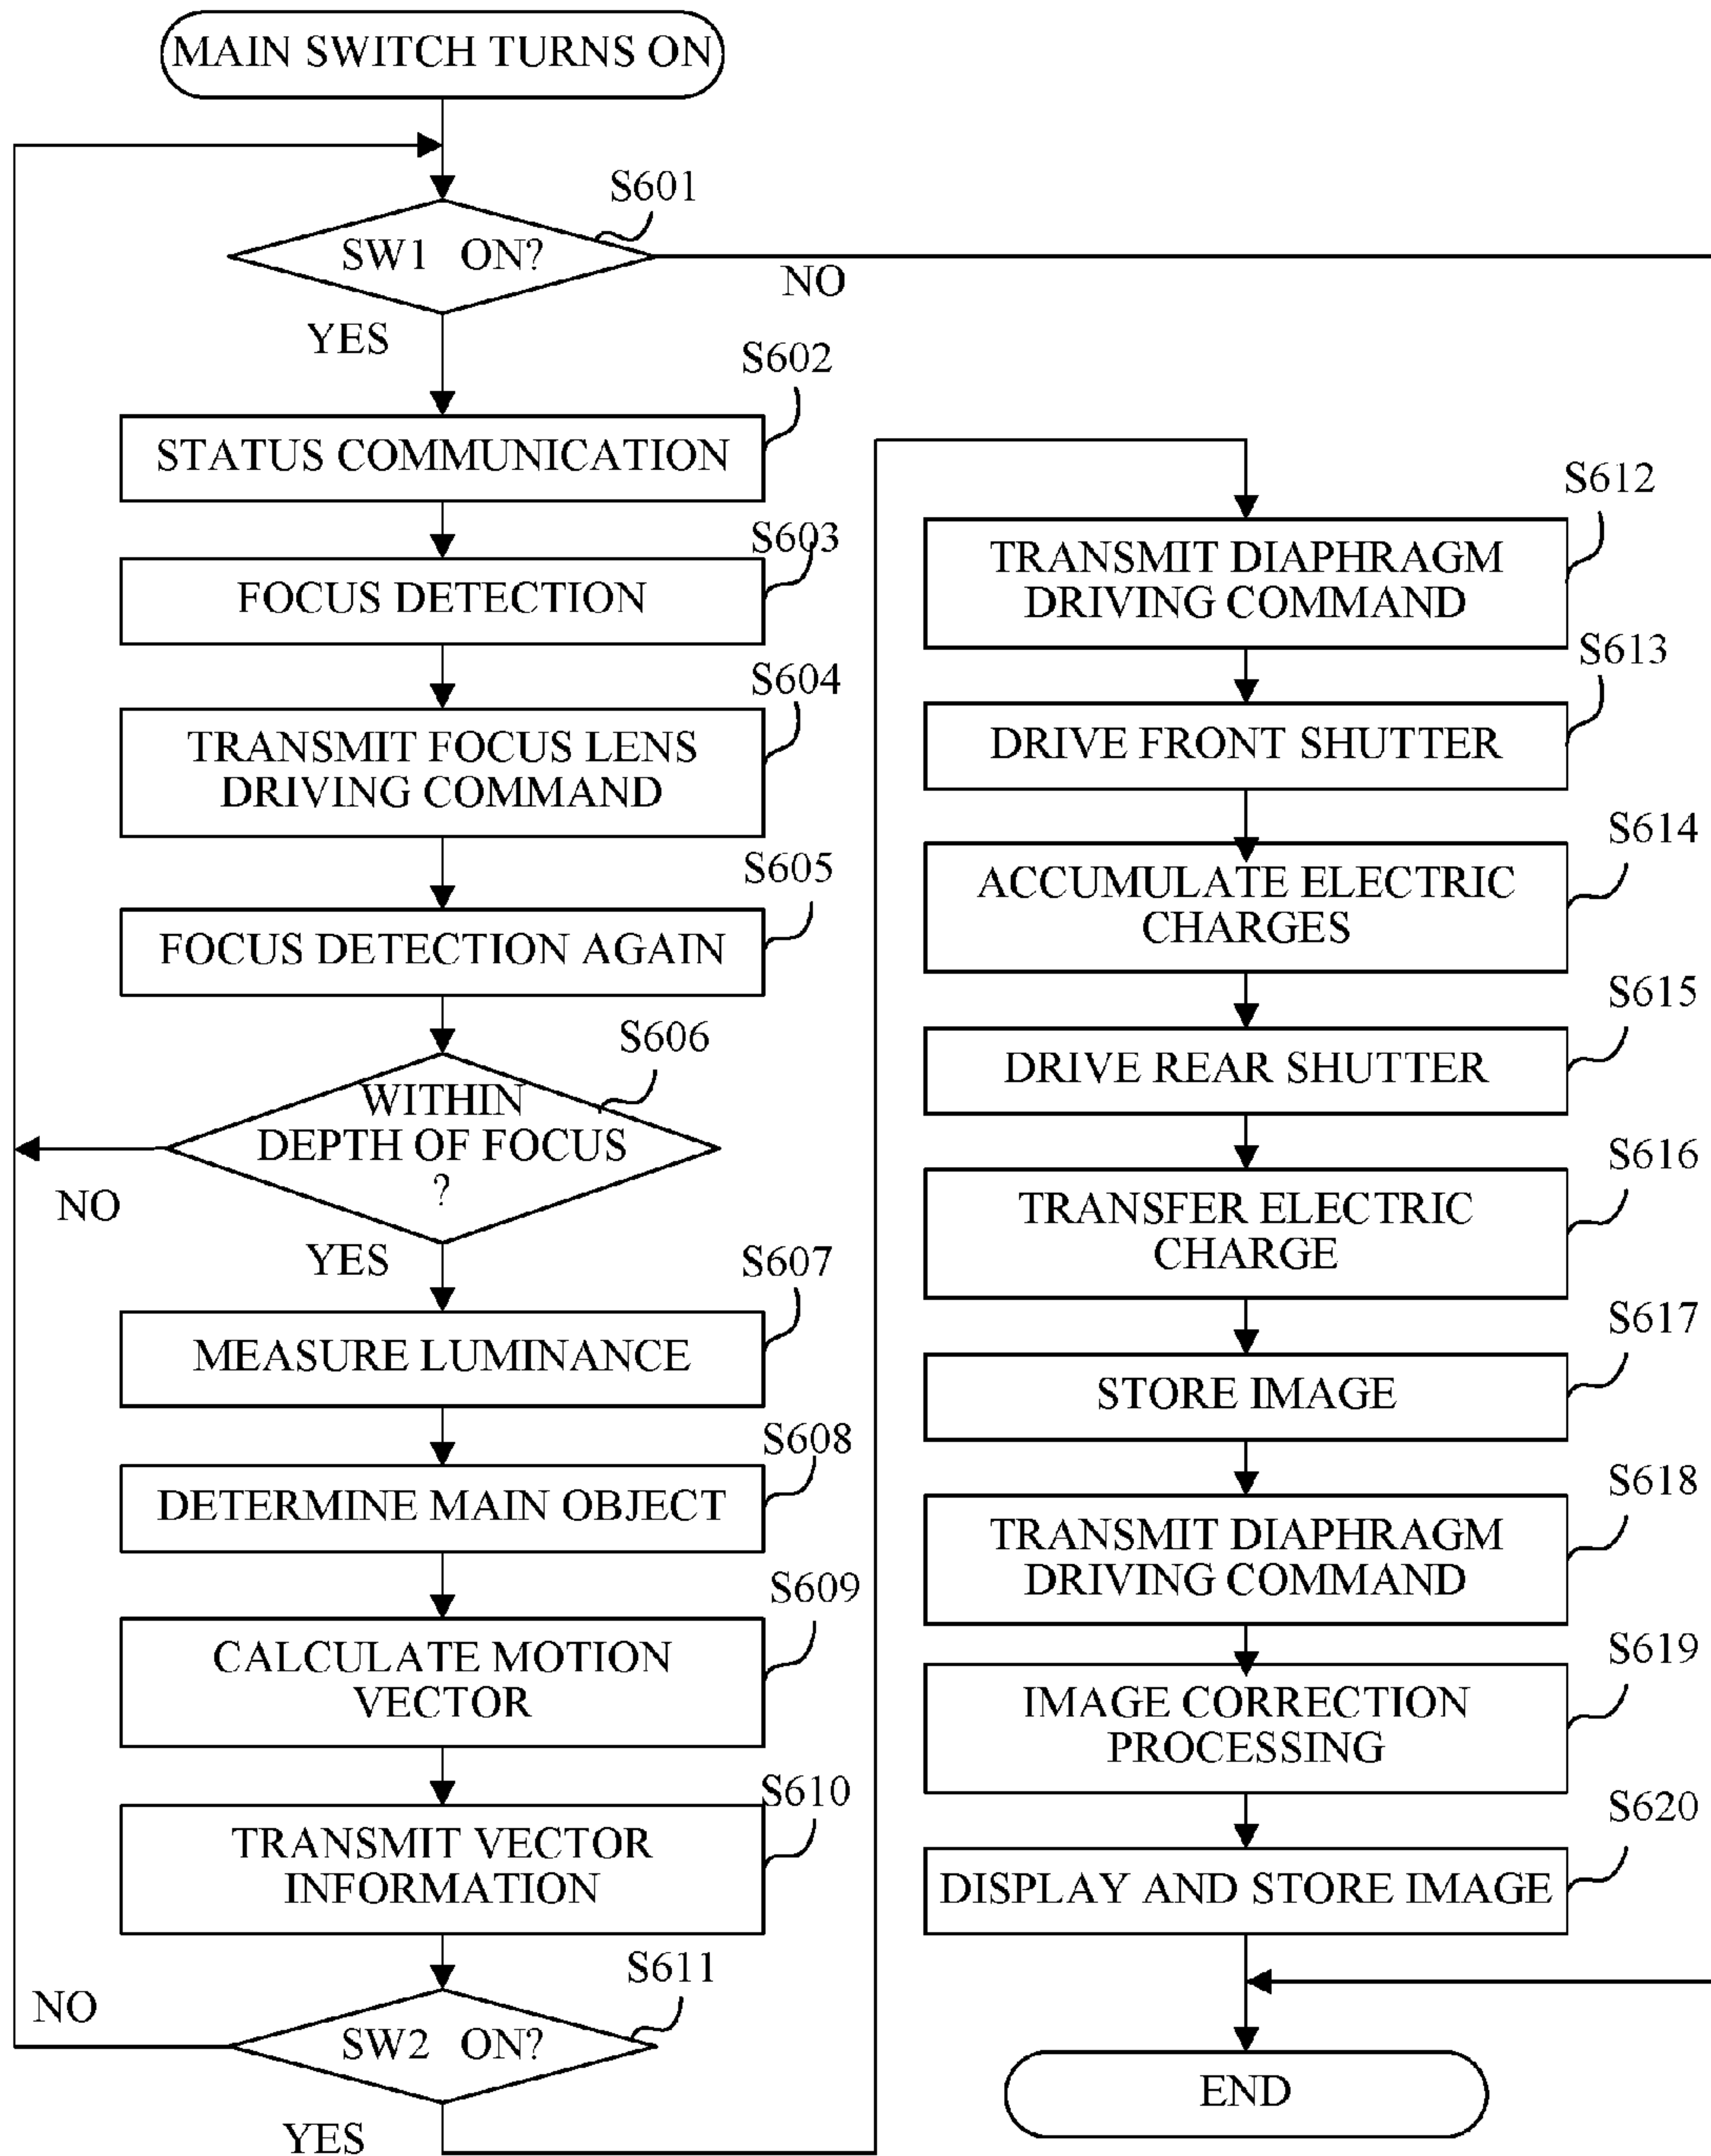 MAIN SWITCH TURNS ON
S601
SW1 ON?
NO
YES
S602
STATUS COMMUNICATION
S603
FOCUS DETECTION
S604
TRANSMIT FOCUS LENS
DRIVING COMMAND
S605
FOCUS DETECTION AGAIN
S606
WITHIN
DEPTH OF FOCUS
?
NO
YES
S607
MEASURE LUMINANCE
S608
DETERMINE MAIN OBJECT
S609
CALCULATE MOTION
VECTOR
S610
TRANSMIT VECTOR
INFORMATION
S611
NO
SW2 ON?
YES
S612
TRANSMIT DIAPHRAGM
DRIVING COMMAND
S613
DRIVE FRONT SHUTTER
S614
ACCUMULATE ELECTRIC
CHARGES
S615
DRIVE REAR SHUTTER
S616
TRANSFER ELECTRIC
CHARGE
S617
STORE IMAGE
S618
TRANSMIT DIAPHRAGM
DRIVING COMMAND
S619
IMAGE CORRECTION
PROCESSING
S620
DISPLAY AND STORE IMAGE
END